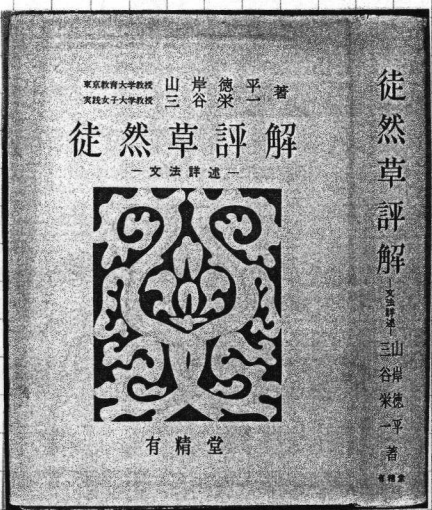 東京教育大学教授 山岸徳平
実践女子大学教授 三谷栄一 著
徒然草評解
―文法詳述―
有精堂
徒然草評解
―文法詳述―
山岸徳平
三谷栄一
著
有精堂